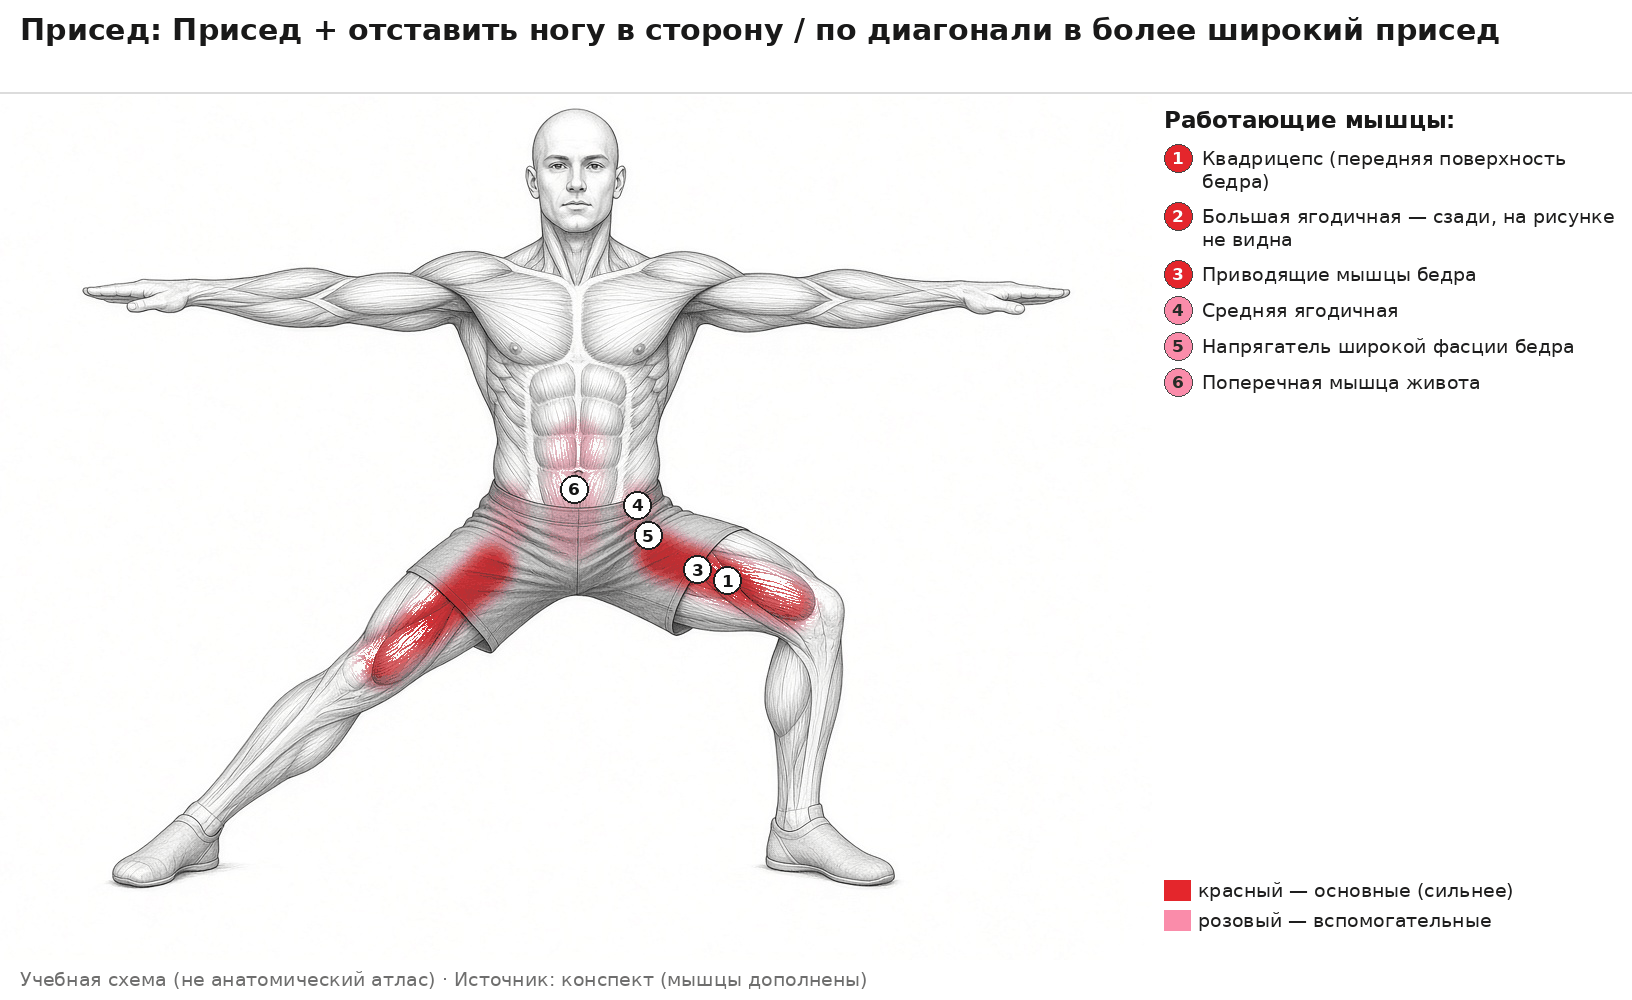 Присед: Присед + отставить ногу в сторону / по диагонали в более широкий присед
Работающие мышцы:
1 Квадрицепс (передняя поверхность
бедра)
2 Большая ягодичная — сзади, на рисунке
не видна
3 Приводящие мышцы бедра
4 Средняя ягодичная
5 Напрягатель широкой фасции бедра
6 Поперечная мышца живота
6
4
5
3
1
красный — основные (сильнее)
розовый — вспомогательные
Учебная схема (не анатомический атлас) · Источник: конспект (мышцы дополнены)